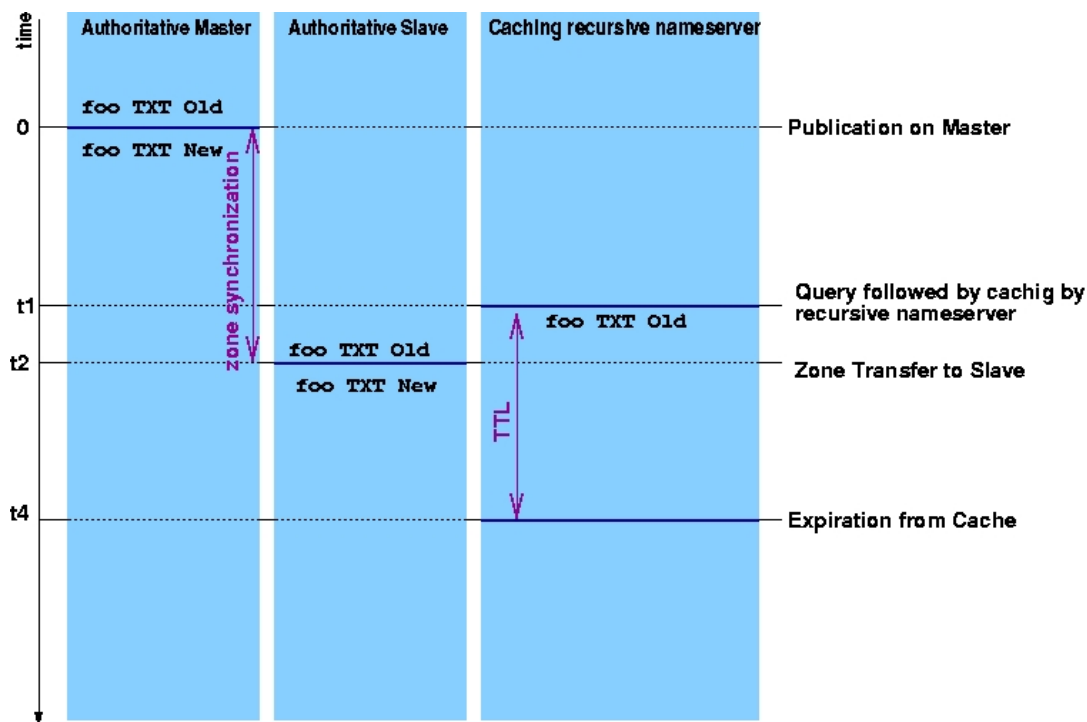 time
Authoritative Master
Authoritative Slave
Caching recursive nameserver
foo TXT Old
0
Publication on Master
foo TXT New
zone synchronization
t1
Query followed by cachig by
recursive nameserver
foo TXT Old
foo TXT Old
t2
Zone Transfer to Slave
foo TXT New
TTL
t4
Expiration from Cache